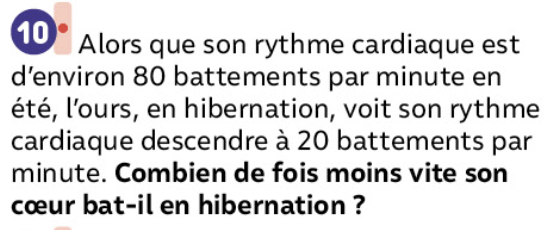 10 Alors que son rythme cardiaque est
d’environ 80 battements par minute en
été, l’ours, en hibernation, voit son rythme
cardiaque descendre à 20 battements par
minute. Combien de fois moins vite son
cœur bat-il en hibernation ?